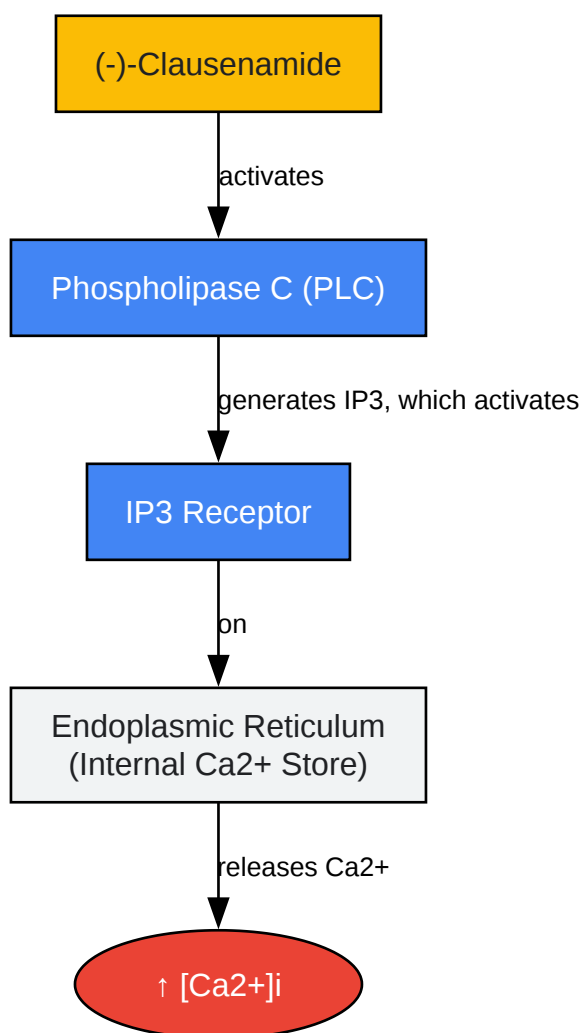 (-)-Clausenamide
activates
Phospholipase C (PLC)
generates IP3, which activates
IP3 Receptor
on
Endoplasmic Reticulum
(Internal Ca2+ Store)
releases Ca2+
↑ [Ca2+]i